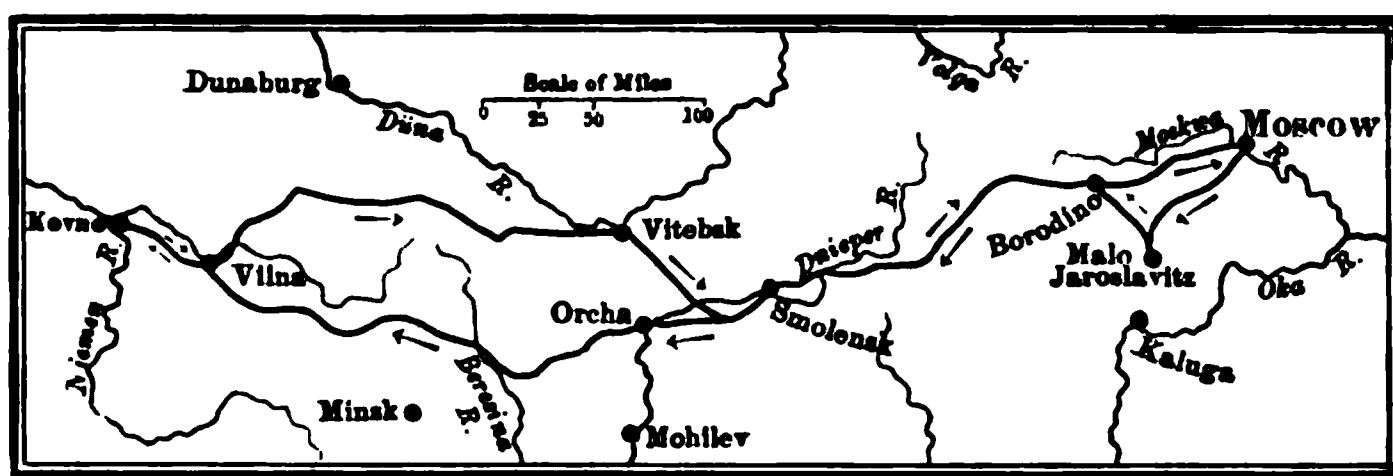 Dunaburg
Scale of Miles
0 25 50 100
Düna
R.
Volga
R.
Moskwa
Moscow
R.
Kovno
R.
Niemen
Vilna
Vitebsk
Dnieper
R.
Borodino
Malo
Jaroslavitz
Oka
R.
Orcha
Smolensk
Kaluga
Beresina
R.
Minsk
Mohilev